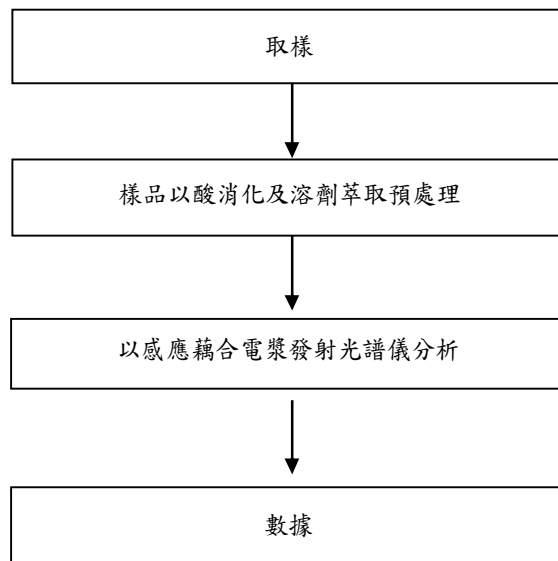 取樣
樣品以酸消化及溶劑萃取預處理
以感應藕合電漿發射光譜儀分析
數據